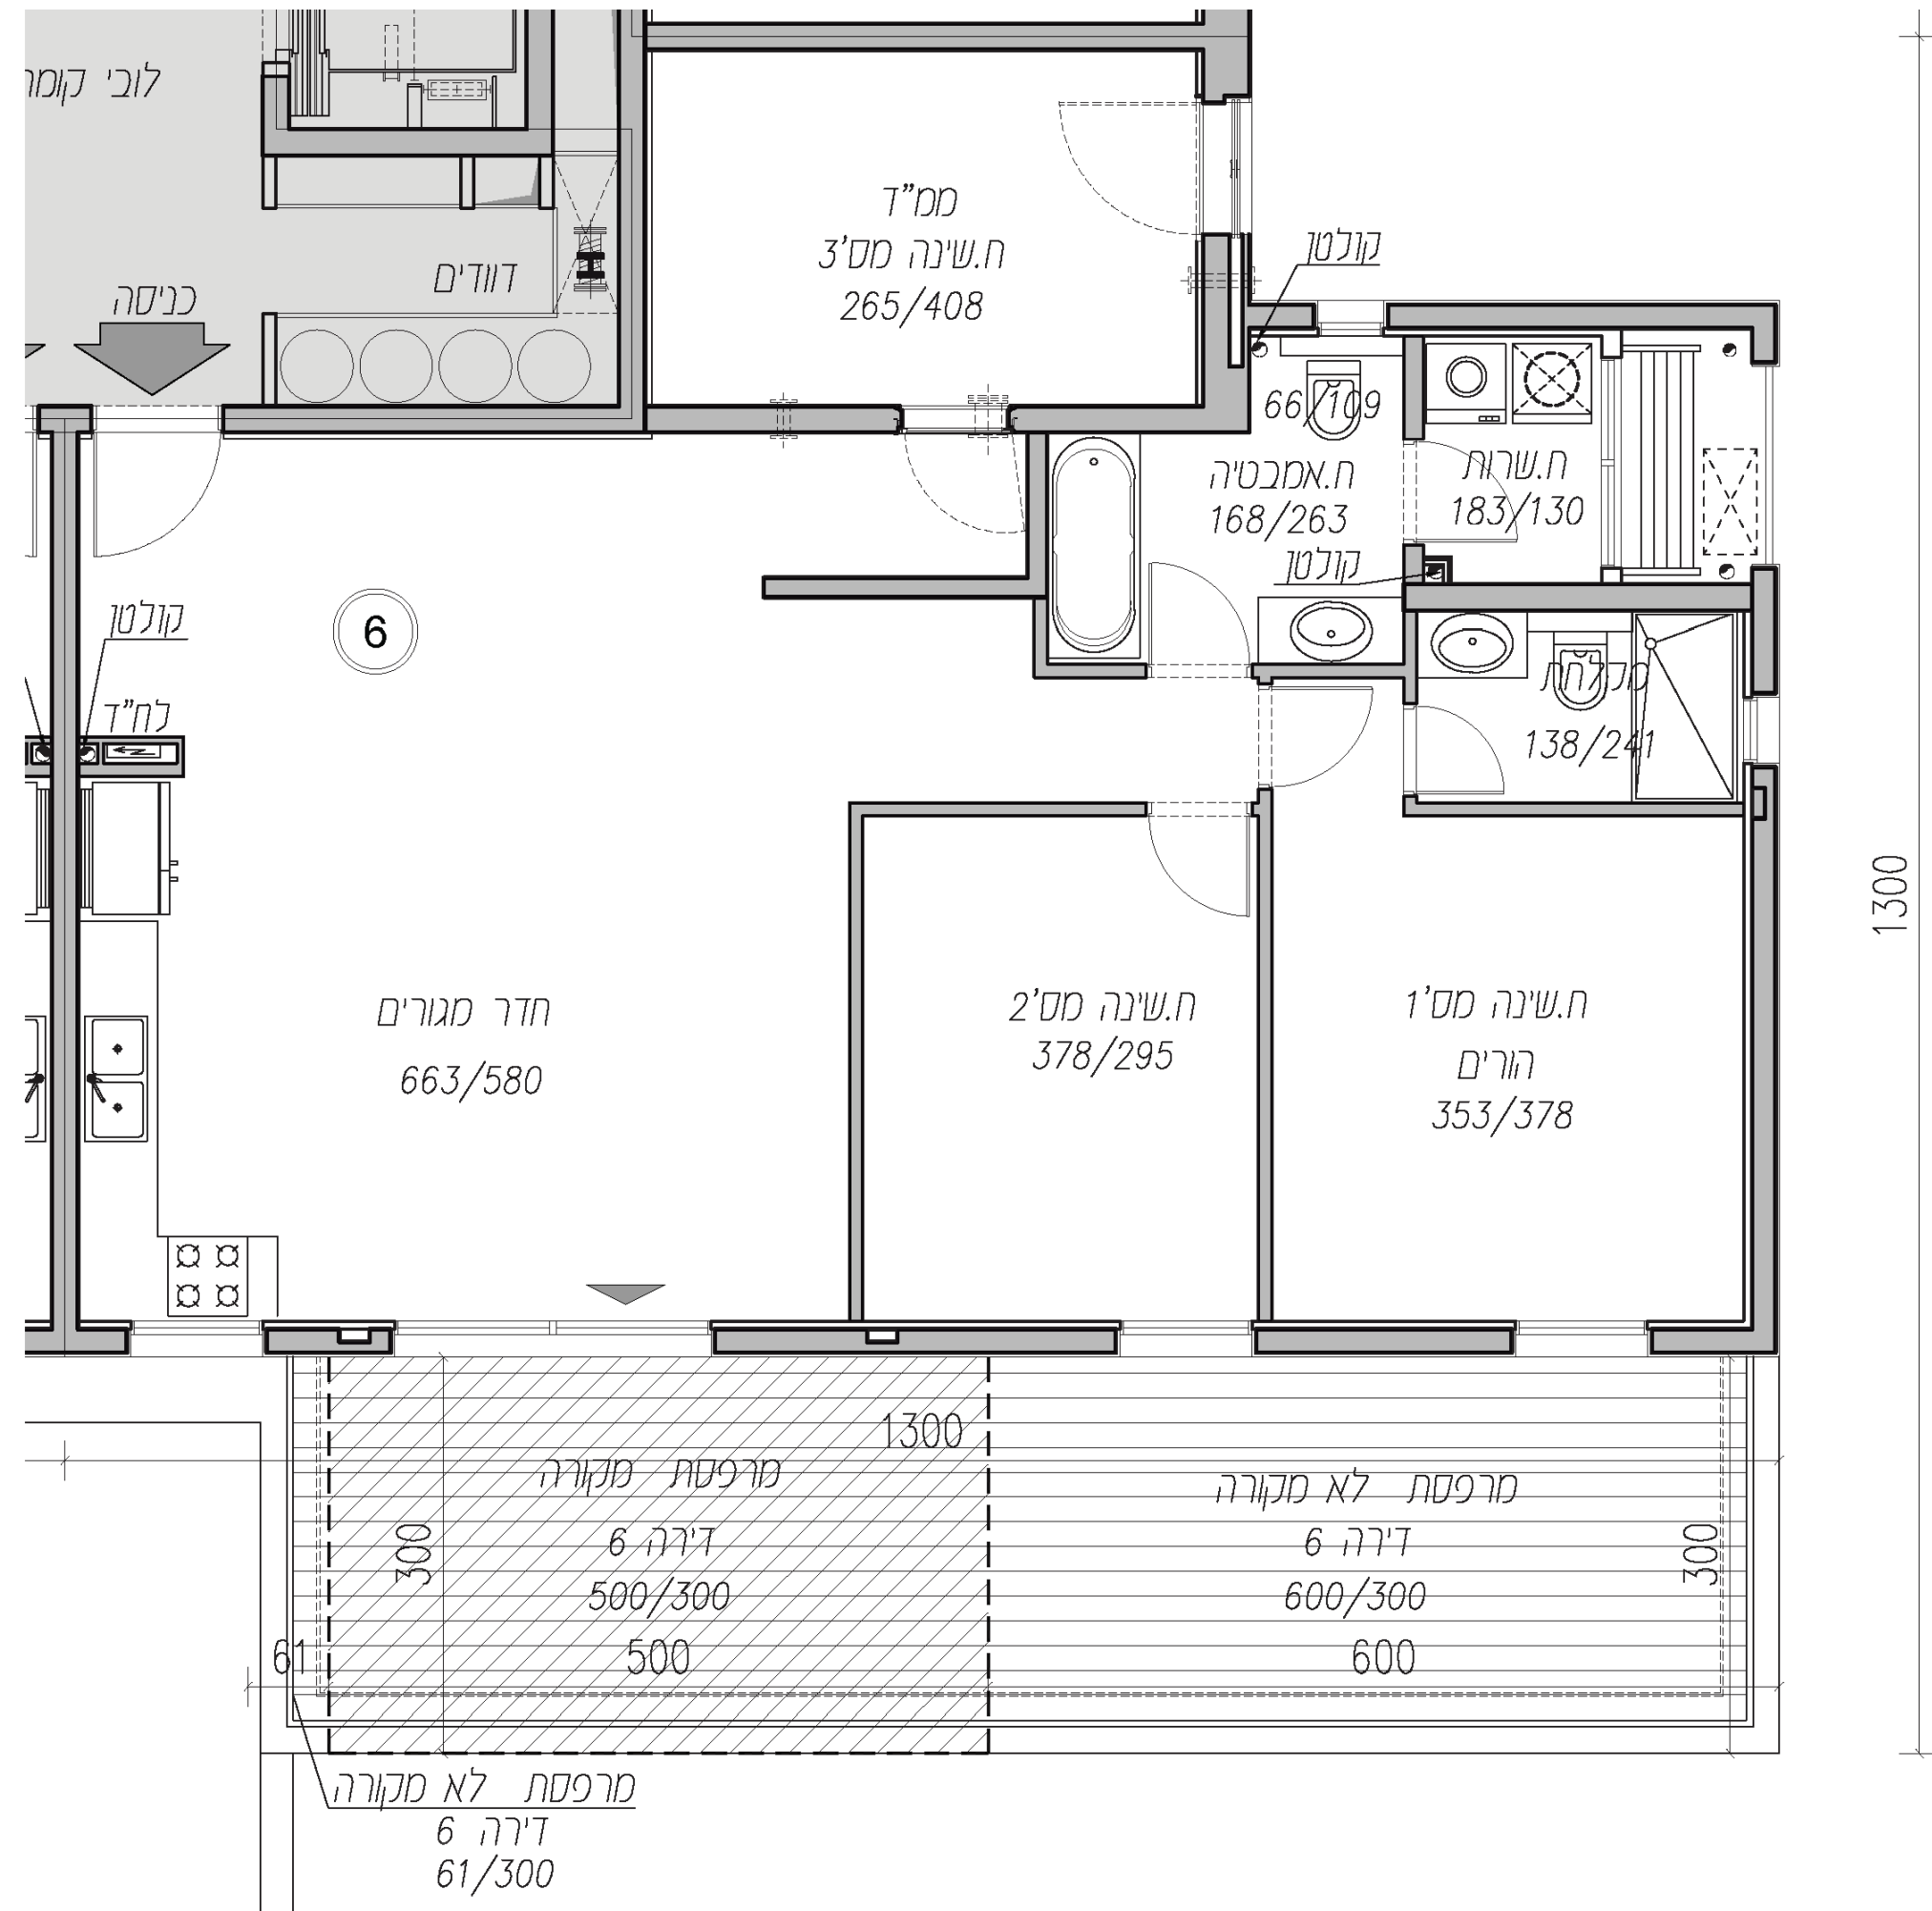 לובי קומ
ממ"ד
ח.שינה מס'3
265/408
קולטן
דוודים
כניסה
66/109
ח.אמבטיה
168/263
ח.שרות
183/130
קולטן
קולטן
6
מקלחת
138/241
לח"ד
1300
חדר מגורים
663/580
ח.שינה מס'2
378/295
ח.שינה מס'1
הורים
353/378
1300
מרפסת מקורה
דירה 6
500/300
500
300
מרפסת לא מקורה
דירה 6
600/300
600
300
61
מרפסת לא מקורה
דירה 6
61/300